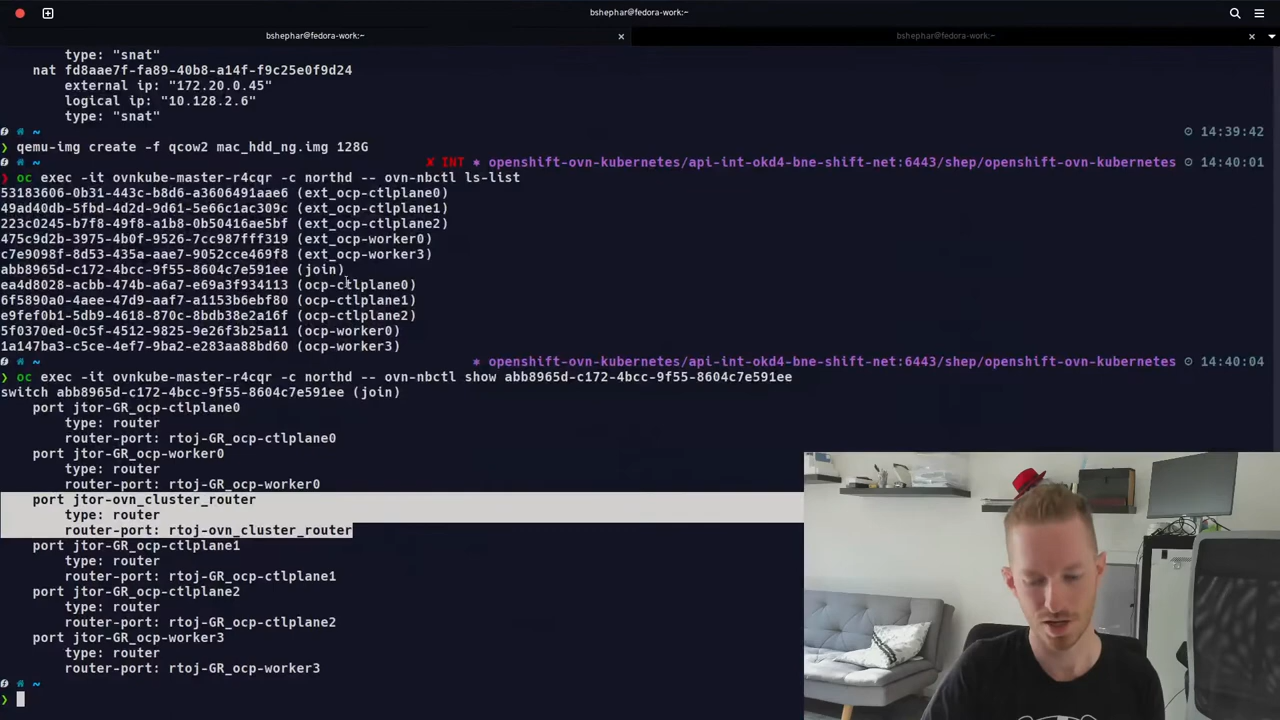 bshephar@fedora-work:~
bshephar@fedora-work:~
bshephar@fedora-work:~
type: "snat"
nat fd8aae7f-fa89-40b8-a14f-f9c25e0f9d24
external ip: "172.20.0.45"
logical ip: "10.128.2.6"
type: "snat"
~ 14:39:42
❯ qemu-img create -f qcow2 mac_hdd_ng.img 128G
~ ✘ INT ⎈ openshift-ovn-kubernetes/api-int-okd4-bne-shift-net:6443/shep/openshift-ovn-kubernetes 14:40:01
❯ oc exec -it ovnkube-master-r4cqr -c northd -- ovn-nbctl ls-list
53183606-0b31-443c-b8d6-a3606491aae6 (ext_ocp-ctlplane0)
49ad40db-5fbd-4d2d-9d61-5e66c1ac309c (ext_ocp-ctlplane1)
223c0245-b7f8-49f8-a1b8-0b50416ae5bf (ext_ocp-ctlplane2)
475c9d2b-3975-4b0f-9526-7cc987fff319 (ext_ocp-worker0)
c7e9098f-8d53-435a-aae7-9052cce469f8 (ext_ocp-worker3)
abb8965d-c172-4bcc-9f55-8604c7e591ee (join)
ea4d8028-acbb-474b-a6a7-e69a3f934113 (ocp-ctlplane0)
6f5890a0-4aee-47d9-aaf7-a1153b6ebf80 (ocp-ctlplane1)
e9fef0b1-5db9-4618-870c-8bdb38e2a16f (ocp-ctlplane2)
5f0370ed-0c5f-4512-9825-9e26f3b25a11 (ocp-worker0)
1a147ba3-c5ce-4ef7-9ba2-e283aa88bd60 (ocp-worker3)
~ ⎈ openshift-ovn-kubernetes/api-int-okd4-bne-shift-net:6443/shep/openshift-ovn-kubernetes 14:40:04
❯ oc exec -it ovnkube-master-r4cqr -c northd -- ovn-nbctl show abb8965d-c172-4bcc-9f55-8604c7e591ee
switch abb8965d-c172-4bcc-9f55-8604c7e591ee (join)
port jtor-GR_ocp-ctlplane0
type: router
router-port: rtoj-GR_ocp-ctlplane0
port jtor-GR_ocp-worker0
type: router
router-port: rtoj-GR_ocp-worker0
port jtor-ovn_cluster_router
type: router
router-port: rtoj-ovn_cluster_router
port jtor-GR_ocp-ctlplane1
type: router
router-port: rtoj-GR_ocp-ctlplane1
port jtor-GR_ocp-ctlplane2
type: router
router-port: rtoj-GR_ocp-ctlplane2
port jtor-GR_ocp-worker3
type: router
router-port: rtoj-GR_ocp-worker3
~
❯